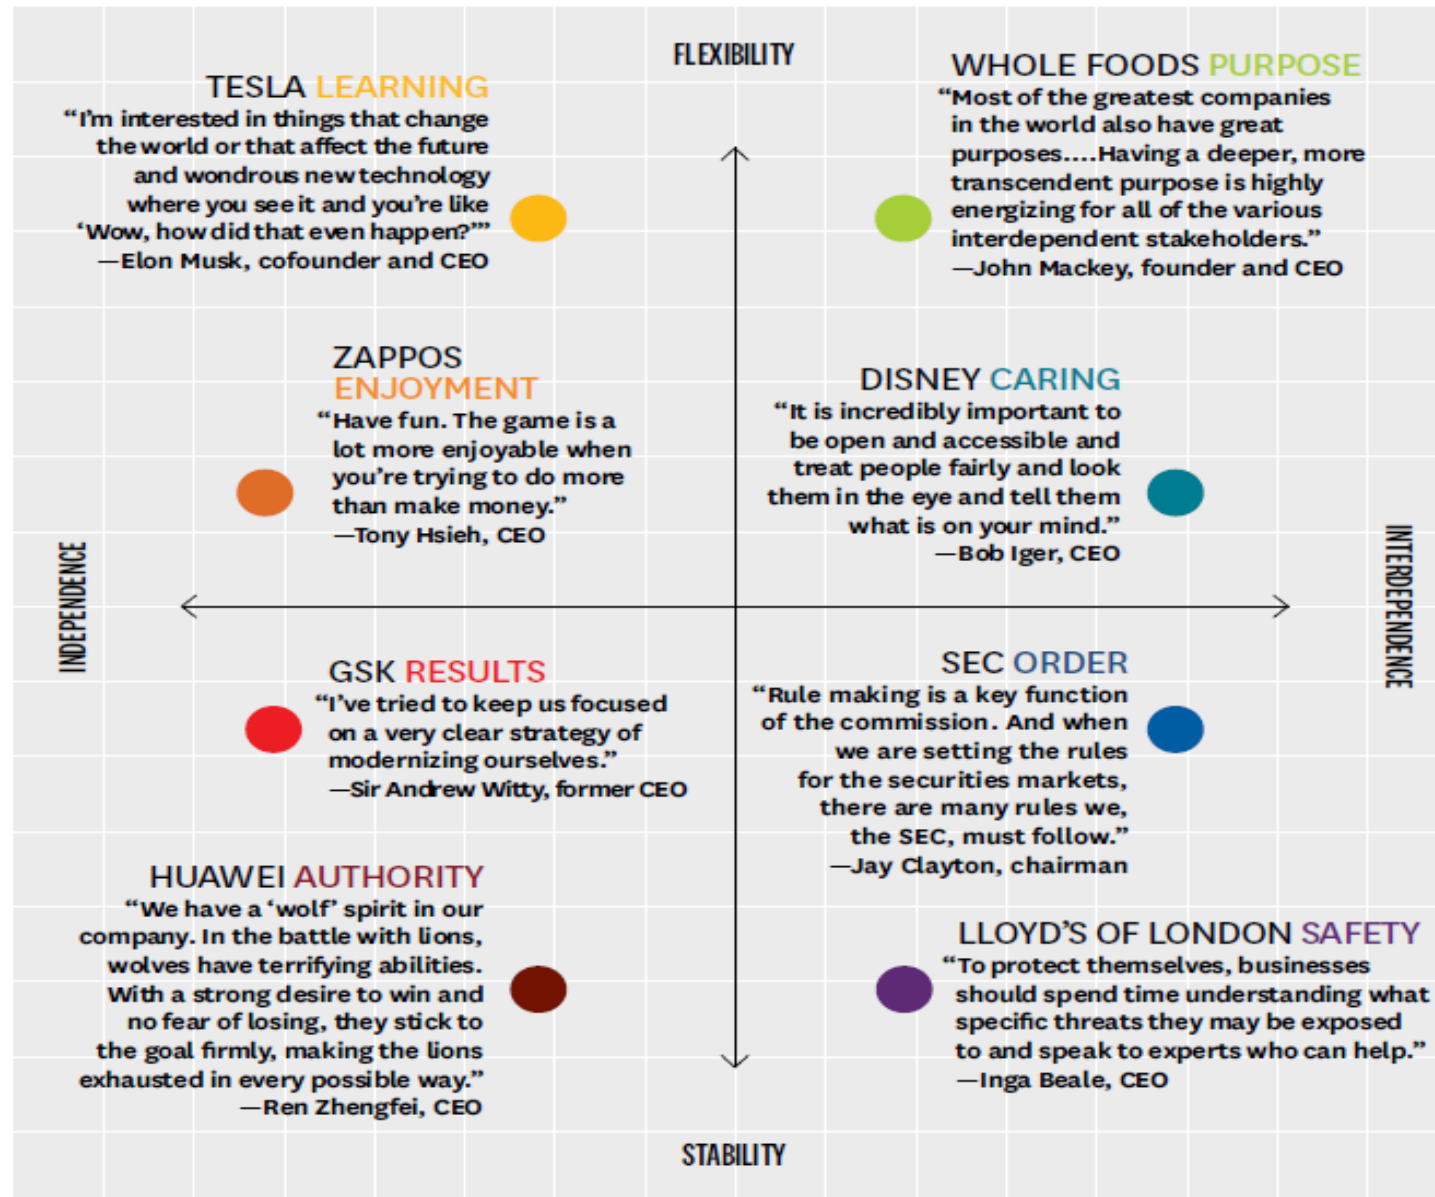 FLEXIBILITY
TESLA LEARNING
“I’m interested in things that change
the world or that affect the future
and wondrous new technology
where you see it and you’re like
‘Wow, how did that even happen?’”
—Elon Musk, cofounder and CEO
WHOLE FOODS PURPOSE
“Most of the greatest companies
in the world also have great
purposes....Having a deeper, more
transcendent purpose is highly
energizing for all of the various
interdependent stakeholders.”
—John Mackey, founder and CEO
ZAPPOS
ENJOYMENT
“Have fun. The game is a
lot more enjoyable when
you’re trying to do more
than make money.”
—Tony Hsieh, CEO
DISNEY CARING
“It is incredibly important to
be open and accessible and
treat people fairly and look
them in the eye and tell them
what is on your mind.”
—Bob Iger, CEO
INDEPENDENCE
INTERDEPENDENCE
GSK RESULTS
“I’ve tried to keep us focused
on a very clear strategy of
modernizing ourselves.”
—Sir Andrew Witty, former CEO
SEC ORDER
“Rule making is a key function
of the commission. And when
we are setting the rules
for the securities markets,
there are many rules we,
the SEC, must follow.”
—Jay Clayton, chairman
HUAWEI AUTHORITY
“We have a ‘wolf’ spirit in our
company. In the battle with lions,
wolves have terrifying abilities.
With a strong desire to win and
no fear of losing, they stick to
the goal firmly, making the lions
exhausted in every possible way.”
—Ren Zhengfei, CEO
LLOYD’S OF LONDON SAFETY
“To protect themselves, businesses
should spend time understanding what
specific threats they may be exposed
to and speak to experts who can help.”
—Inga Beale, CEO
STABILITY